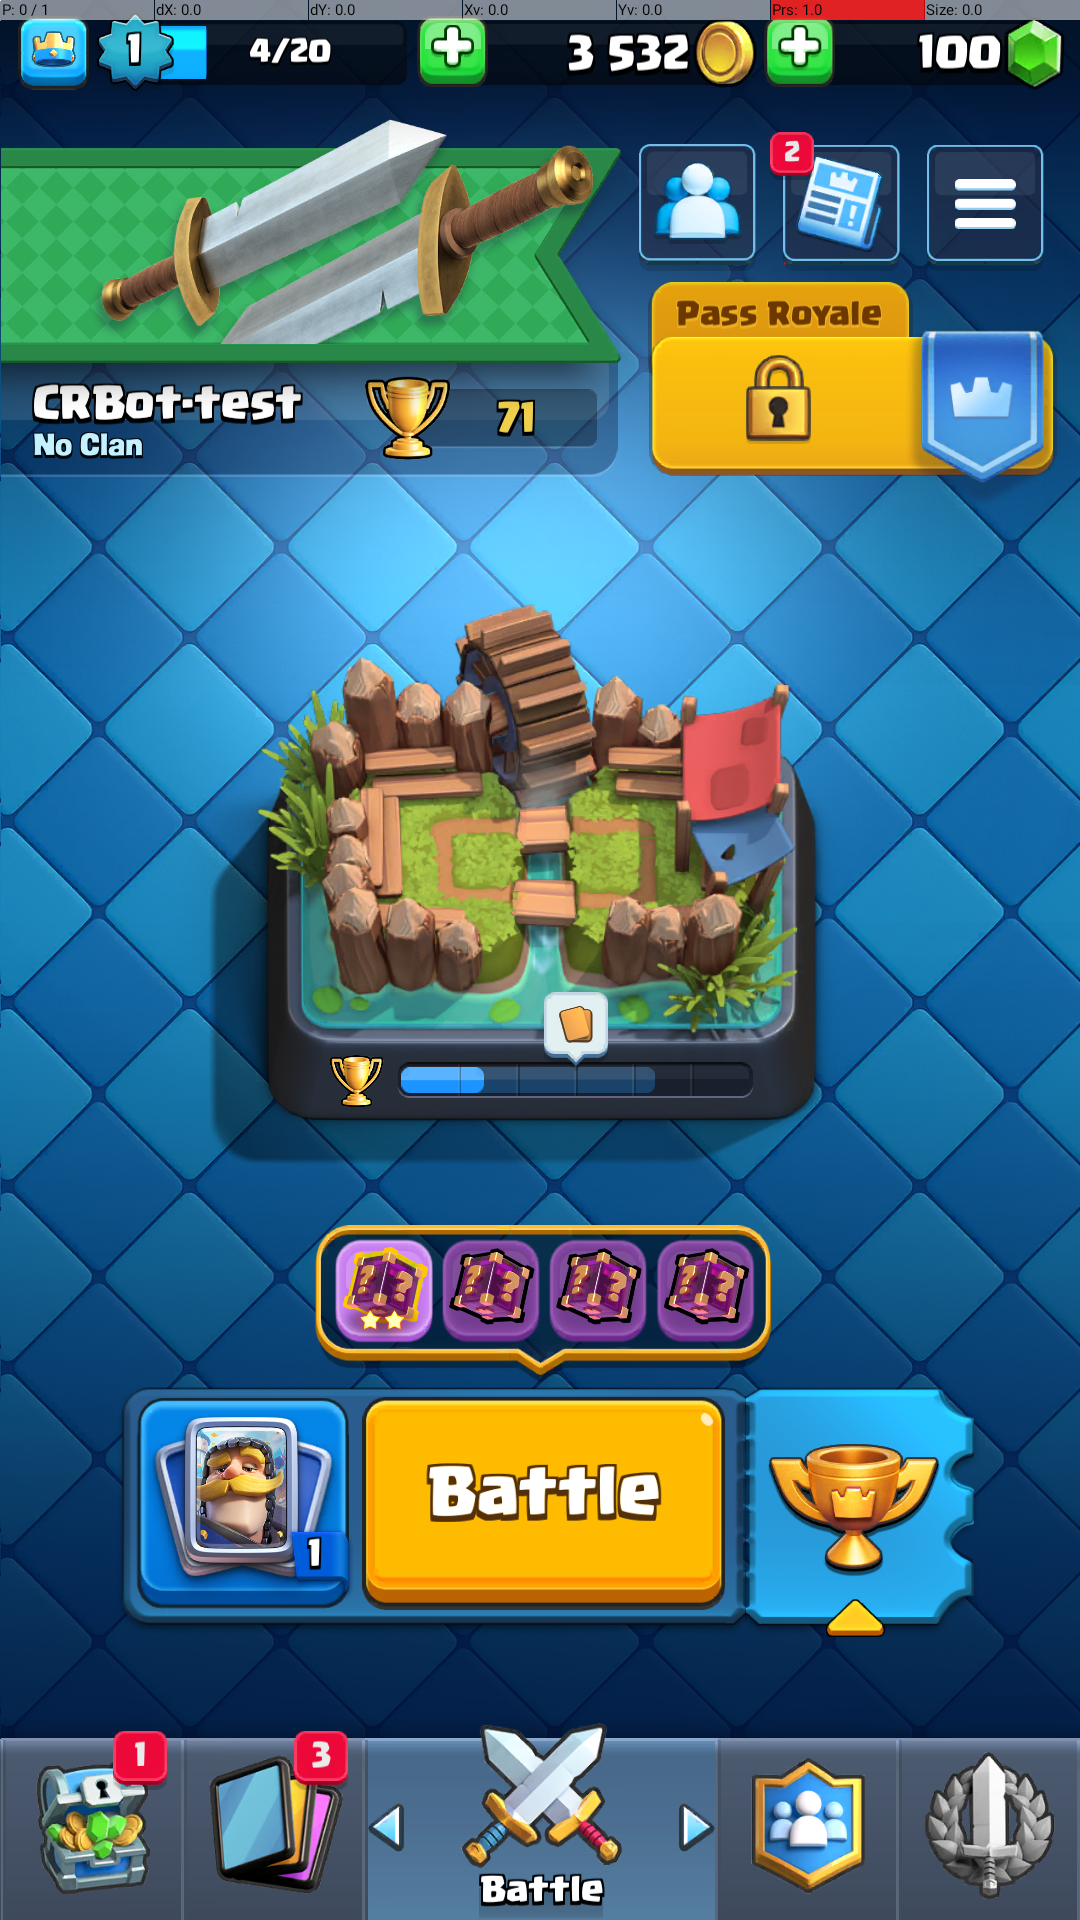 P: 0 / 1 dX: 0.0 dY: 0.0 Xv: 0.0 Yv: 0.0 Prs: 1.0 Size: 0.0
1 4/20 3 532 100
2
Pass Royale
CRBot-test
No Clan
71
? ? ? ? ? ? ? ?
1
Battle
1
3
Battle